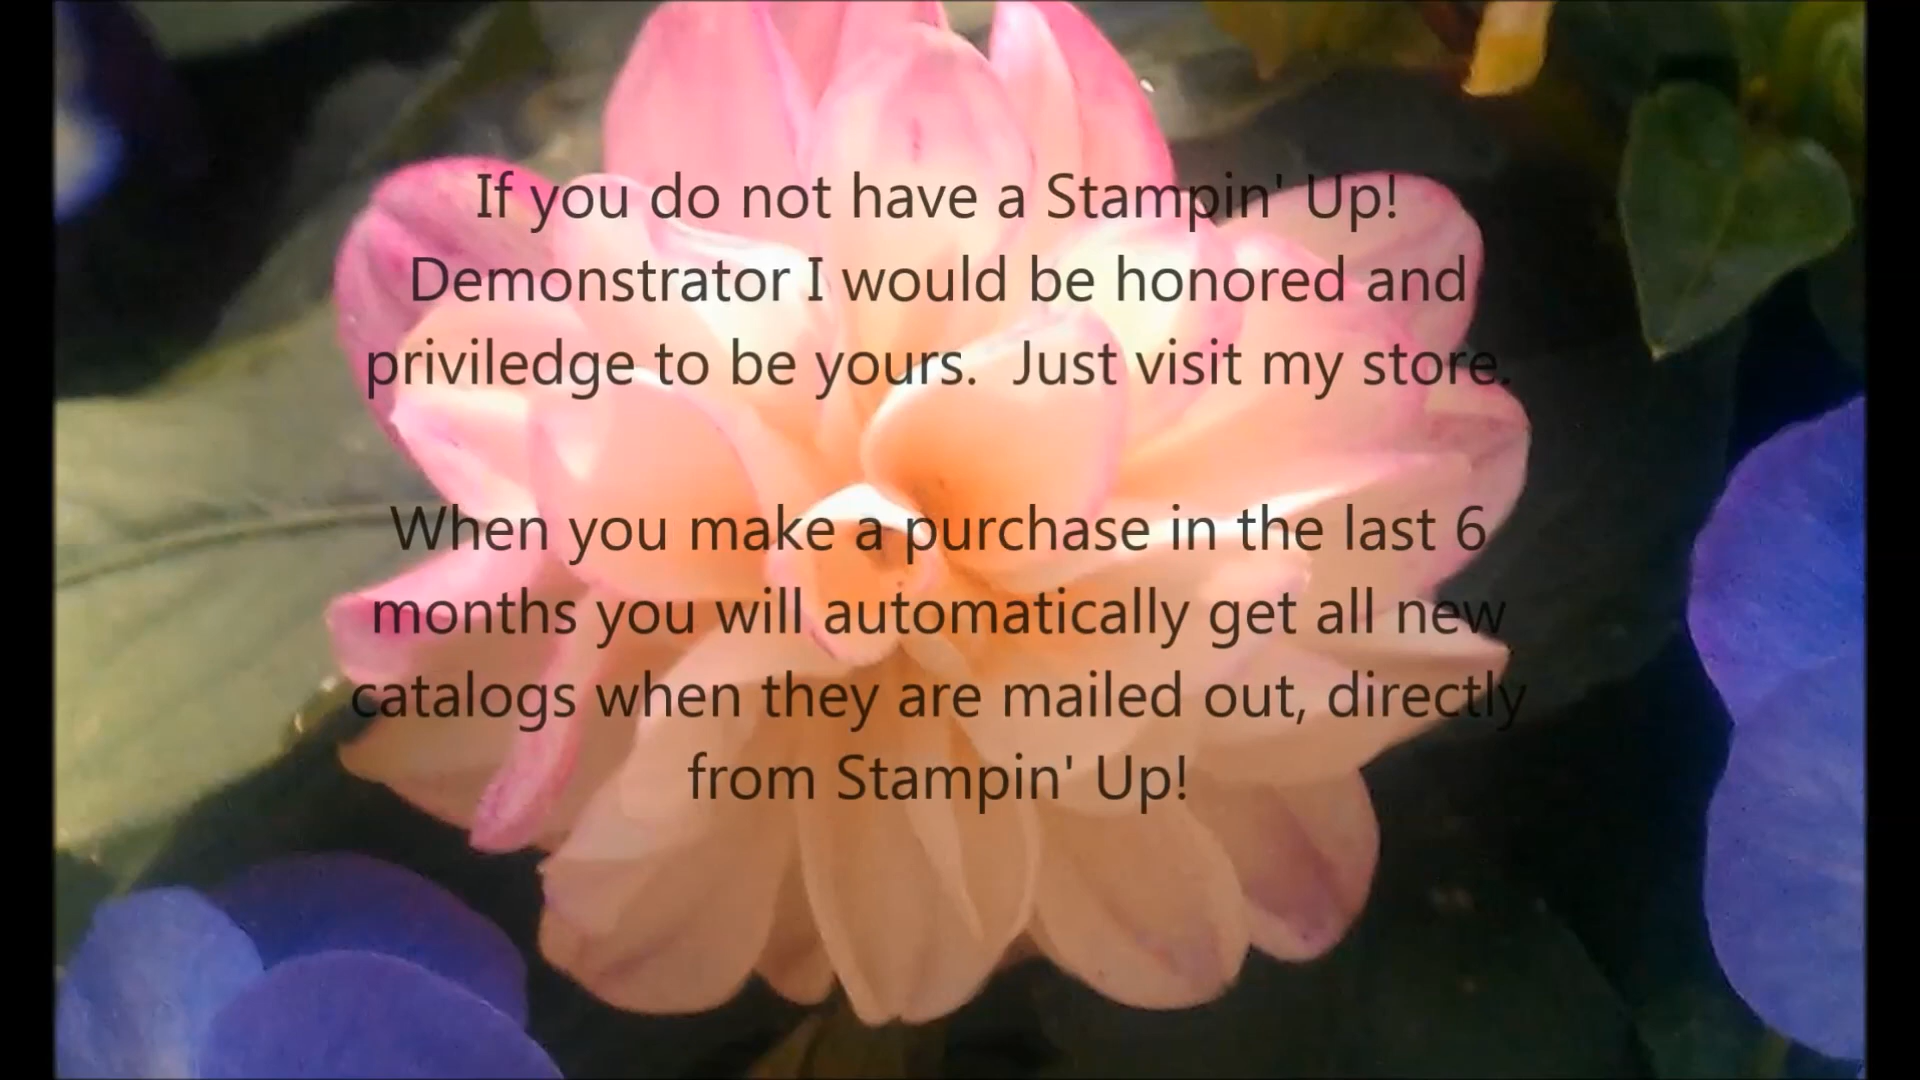 If you do not have a Stampin' Up!
Demonstrator I would be honored and
priviledge to be yours.  Just visit my store.
When you make a purchase in the last 6
months you will automatically get all new
catalogs when they are mailed out, directly
from Stampin' Up!